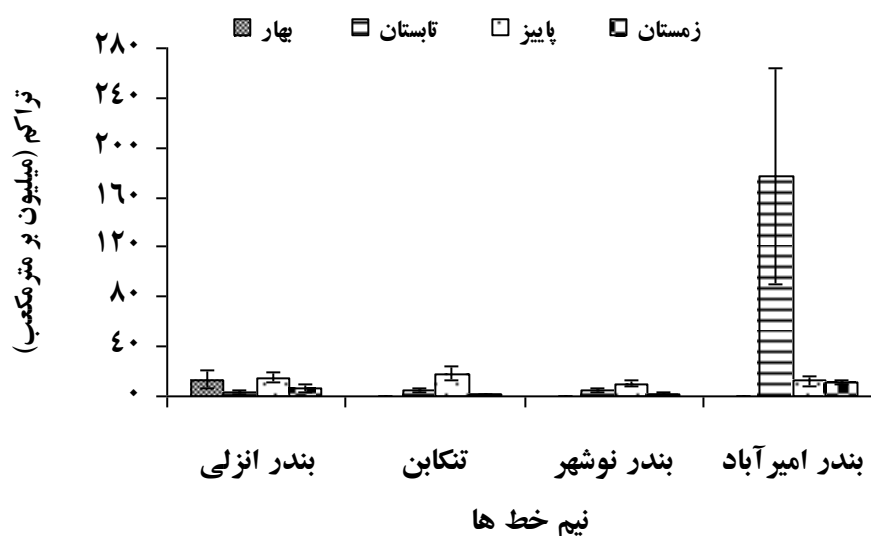 بهار تابستان پاییز زمستان
تراکم (میلیون بر مترمکعب)
۲۸۰
۲۴۰
۲۰۰
۱۶۰
۱۲۰
۸۰
۴۰
۰
بندر انزلی تنکابن بندر نوشهر بندر امیرآباد
نیم خط ها